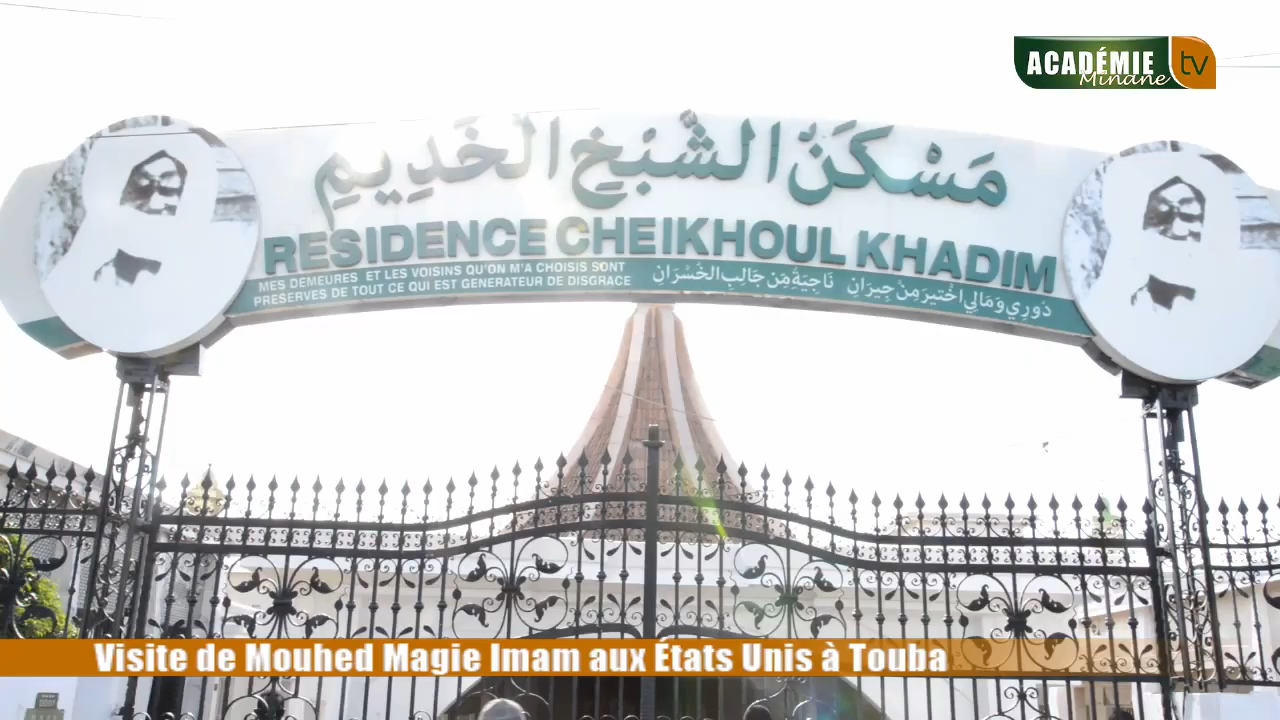 ACADÉMIE tv
Minane
مَسْكَنُ الشَّيْخِ الْخَدِيمِ
RESIDENCE CHEIKHOUL KHADIM
MES DEMEURES ET LES VOISINS QU'ON M'A CHOISIS SONT
PRESERVES DE TOUT CE QUI EST GENERATEUR DE DISGRACE
دُورِي وَمَالِي اخْتِيرَ مِنْ جِيرَانِ نَاجِيَةٌ مِن جَالِبِ الخُسْرَانِ
Visite de Mouhed Magie Imam aux États Unis à Touba